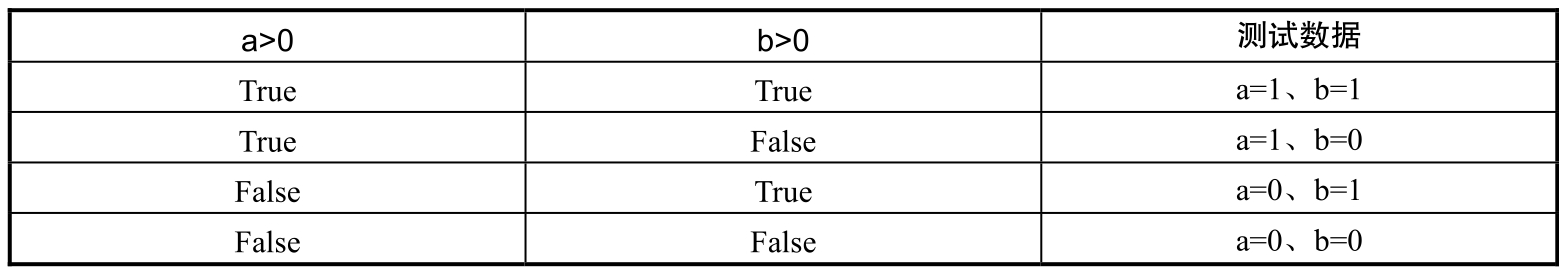 a>0 b>0 测试数据
True True a=1、b=1
True False a=1、b=0
False True a=0、b=1
False False a=0、b=0